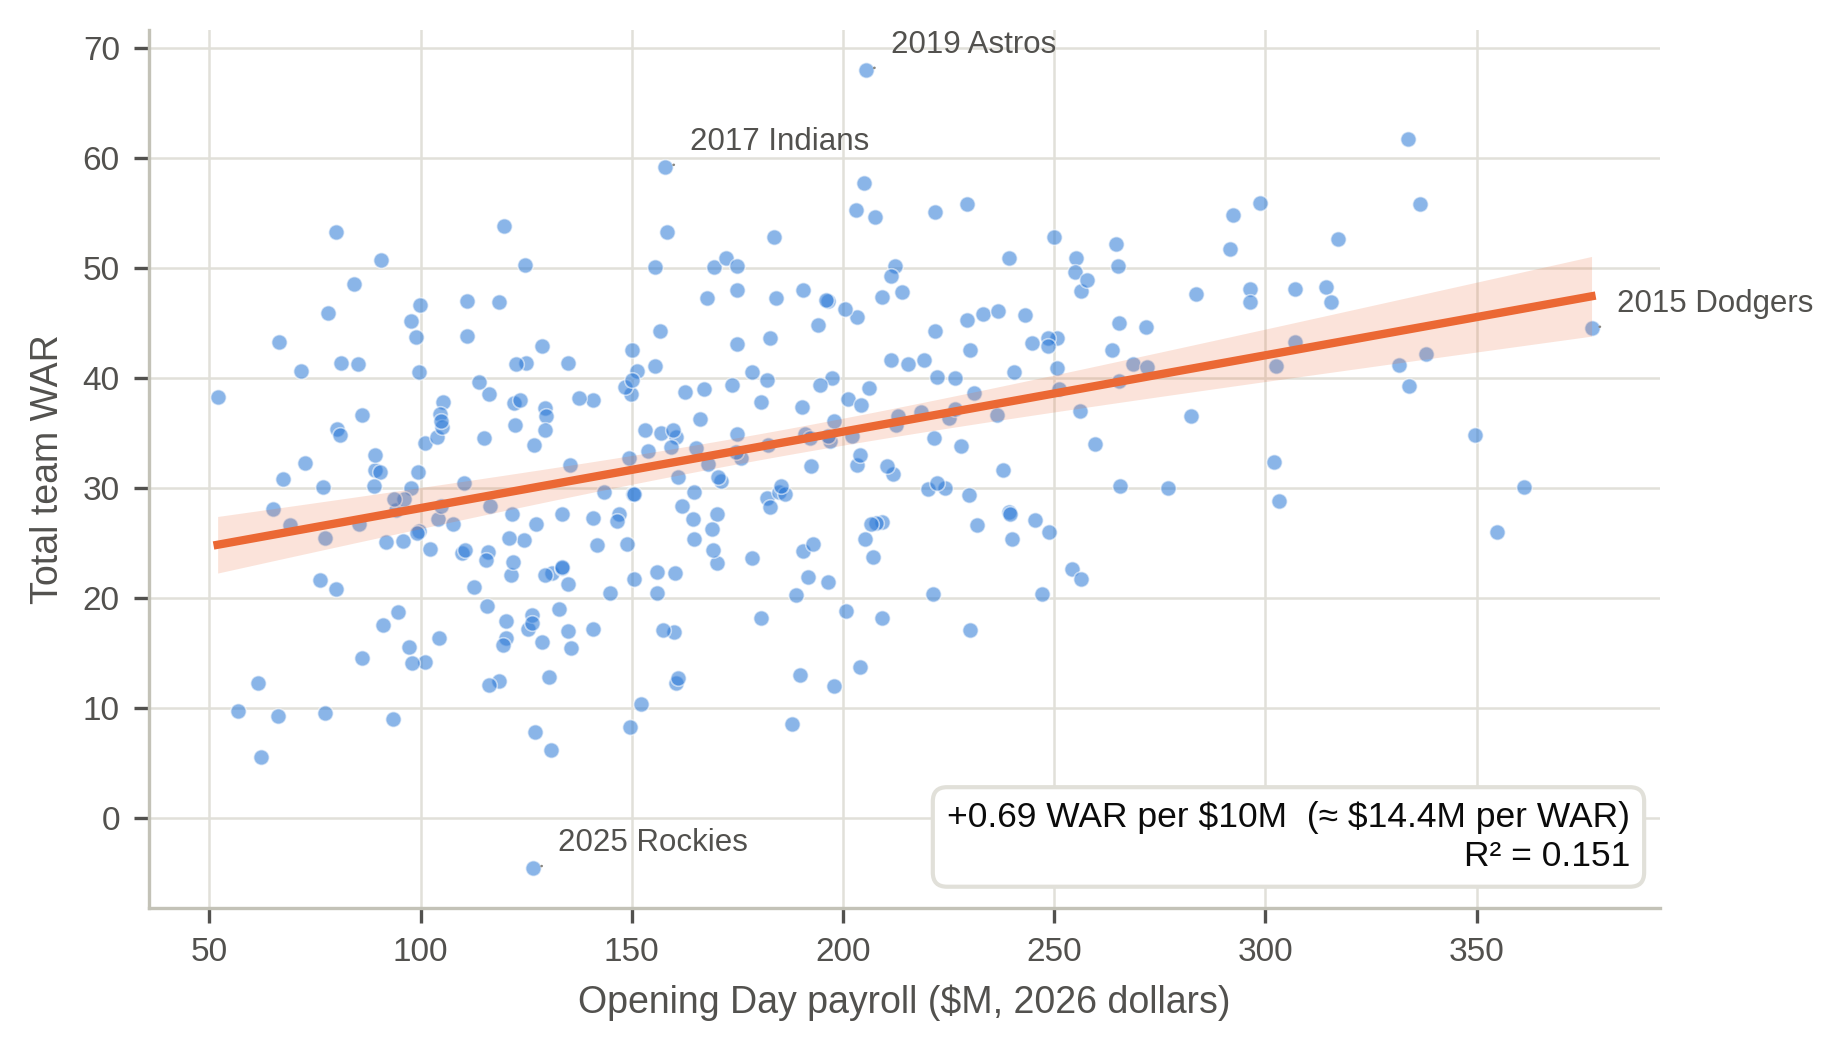 70
2019 Astros
2017 Indians
60
50
2015 Dodgers
40
Total team WAR
30
20
10
0
+0.69 WAR per $10M (≈ $14.4M per WAR)
R² = 0.151
2025 Rockies
50 100 150 200 250 300 350
Opening Day payroll ($M, 2026 dollars)